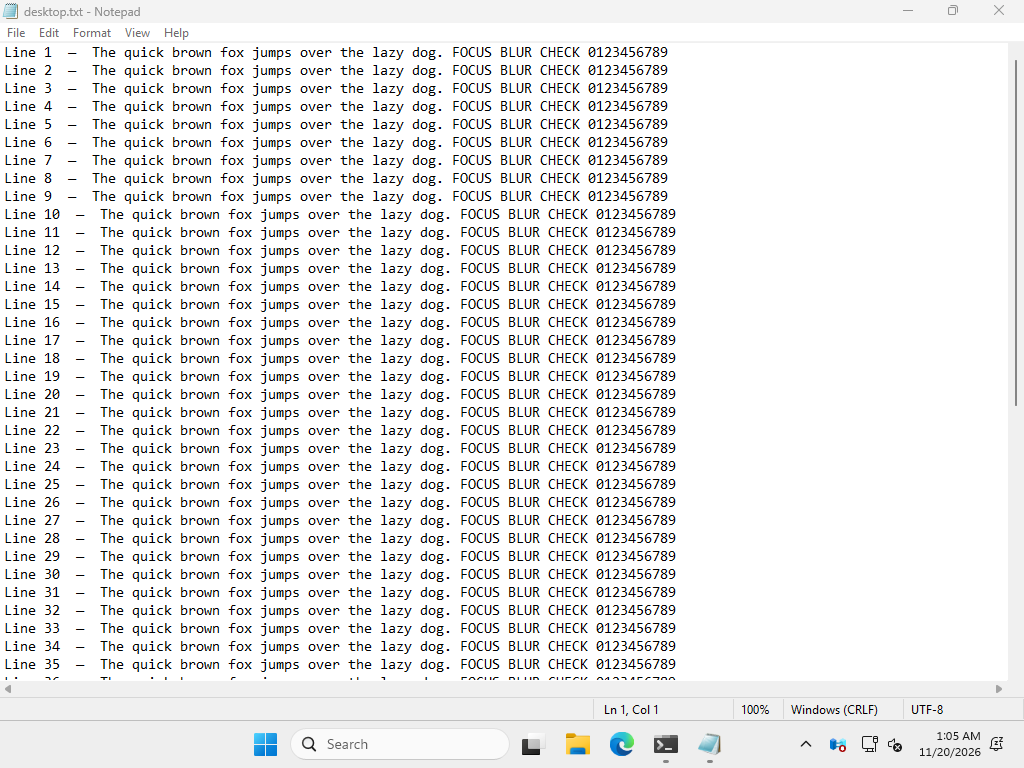 desktop.txt - Notepad
File Edit Format View Help
Line 1  –  The quick brown fox jumps over the lazy dog. FOCUS BLUR CHECK 0123456789
Line 2  –  The quick brown fox jumps over the lazy dog. FOCUS BLUR CHECK 0123456789
Line 3  –  The quick brown fox jumps over the lazy dog. FOCUS BLUR CHECK 0123456789
Line 4  –  The quick brown fox jumps over the lazy dog. FOCUS BLUR CHECK 0123456789
Line 5  –  The quick brown fox jumps over the lazy dog. FOCUS BLUR CHECK 0123456789
Line 6  –  The quick brown fox jumps over the lazy dog. FOCUS BLUR CHECK 0123456789
Line 7  –  The quick brown fox jumps over the lazy dog. FOCUS BLUR CHECK 0123456789
Line 8  –  The quick brown fox jumps over the lazy dog. FOCUS BLUR CHECK 0123456789
Line 9  –  The quick brown fox jumps over the lazy dog. FOCUS BLUR CHECK 0123456789
Line 10  –  The quick brown fox jumps over the lazy dog. FOCUS BLUR CHECK 0123456789
Line 11  –  The quick brown fox jumps over the lazy dog. FOCUS BLUR CHECK 0123456789
Line 12  –  The quick brown fox jumps over the lazy dog. FOCUS BLUR CHECK 0123456789
Line 13  –  The quick brown fox jumps over the lazy dog. FOCUS BLUR CHECK 0123456789
Line 14  –  The quick brown fox jumps over the lazy dog. FOCUS BLUR CHECK 0123456789
Line 15  –  The quick brown fox jumps over the lazy dog. FOCUS BLUR CHECK 0123456789
Line 16  –  The quick brown fox jumps over the lazy dog. FOCUS BLUR CHECK 0123456789
Line 17  –  The quick brown fox jumps over the lazy dog. FOCUS BLUR CHECK 0123456789
Line 18  –  The quick brown fox jumps over the lazy dog. FOCUS BLUR CHECK 0123456789
Line 19  –  The quick brown fox jumps over the lazy dog. FOCUS BLUR CHECK 0123456789
Line 20  –  The quick brown fox jumps over the lazy dog. FOCUS BLUR CHECK 0123456789
Line 21  –  The quick brown fox jumps over the lazy dog. FOCUS BLUR CHECK 0123456789
Line 22  –  The quick brown fox jumps over the lazy dog. FOCUS BLUR CHECK 0123456789
Line 23  –  The quick brown fox jumps over the lazy dog. FOCUS BLUR CHECK 0123456789
Line 24  –  The quick brown fox jumps over the lazy dog. FOCUS BLUR CHECK 0123456789
Line 25  –  The quick brown fox jumps over the lazy dog. FOCUS BLUR CHECK 0123456789
Line 26  –  The quick brown fox jumps over the lazy dog. FOCUS BLUR CHECK 0123456789
Line 27  –  The quick brown fox jumps over the lazy dog. FOCUS BLUR CHECK 0123456789
Line 28  –  The quick brown fox jumps over the lazy dog. FOCUS BLUR CHECK 0123456789
Line 29  –  The quick brown fox jumps over the lazy dog. FOCUS BLUR CHECK 0123456789
Line 30  –  The quick brown fox jumps over the lazy dog. FOCUS BLUR CHECK 0123456789
Line 31  –  The quick brown fox jumps over the lazy dog. FOCUS BLUR CHECK 0123456789
Line 32  –  The quick brown fox jumps over the lazy dog. FOCUS BLUR CHECK 0123456789
Line 33  –  The quick brown fox jumps over the lazy dog. FOCUS BLUR CHECK 0123456789
Line 34  –  The quick brown fox jumps over the lazy dog. FOCUS BLUR CHECK 0123456789
Line 35  –  The quick brown fox jumps over the lazy dog. FOCUS BLUR CHECK 0123456789
Ln 1, Col 1 100% Windows (CRLF) UTF-8
Search
1:05 AM
11/20/2026